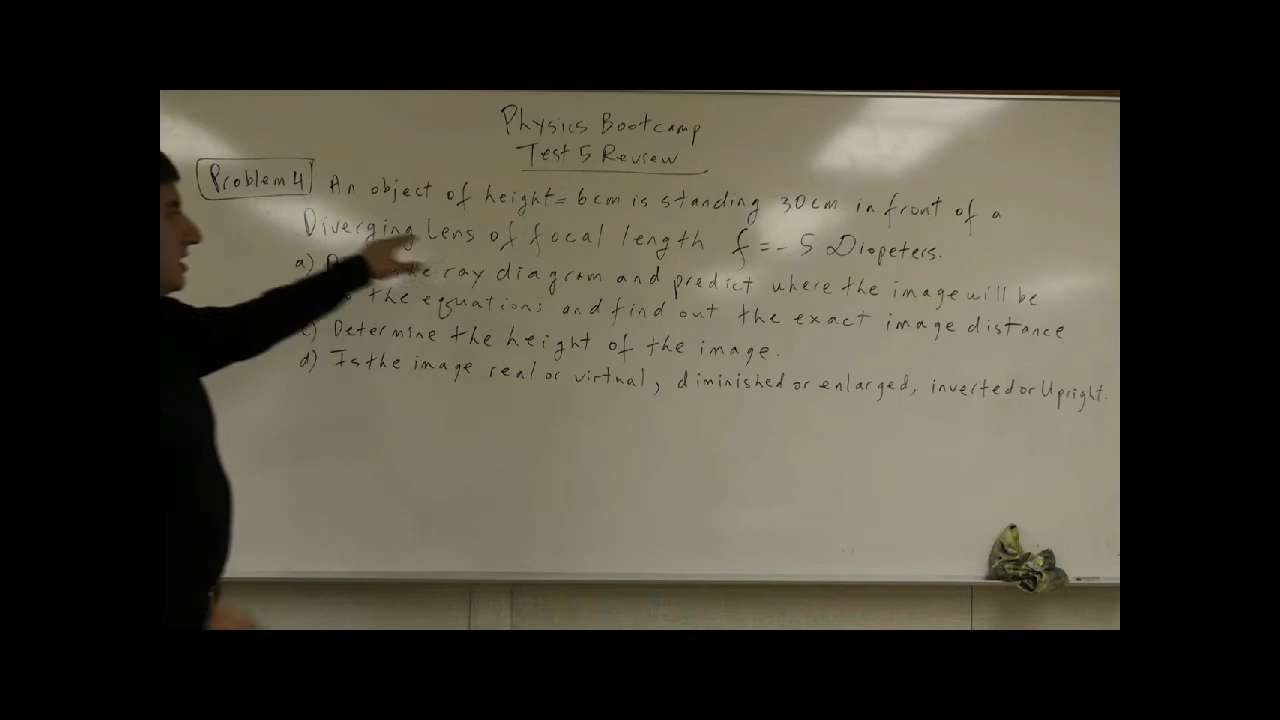 Physics Bootcamp
Test 5 Review
Problem 4 An object of height = 6cm is standing 30cm in front of a
Diverging Lens of focal length f = - 5 Diopeters.
a) ray diagram and predict where the image will be
the equations and find out the exact image distance
c) Determine the height of the image.
d) Is the image real or virtual, diminished or enlarged, inverted or Upright.